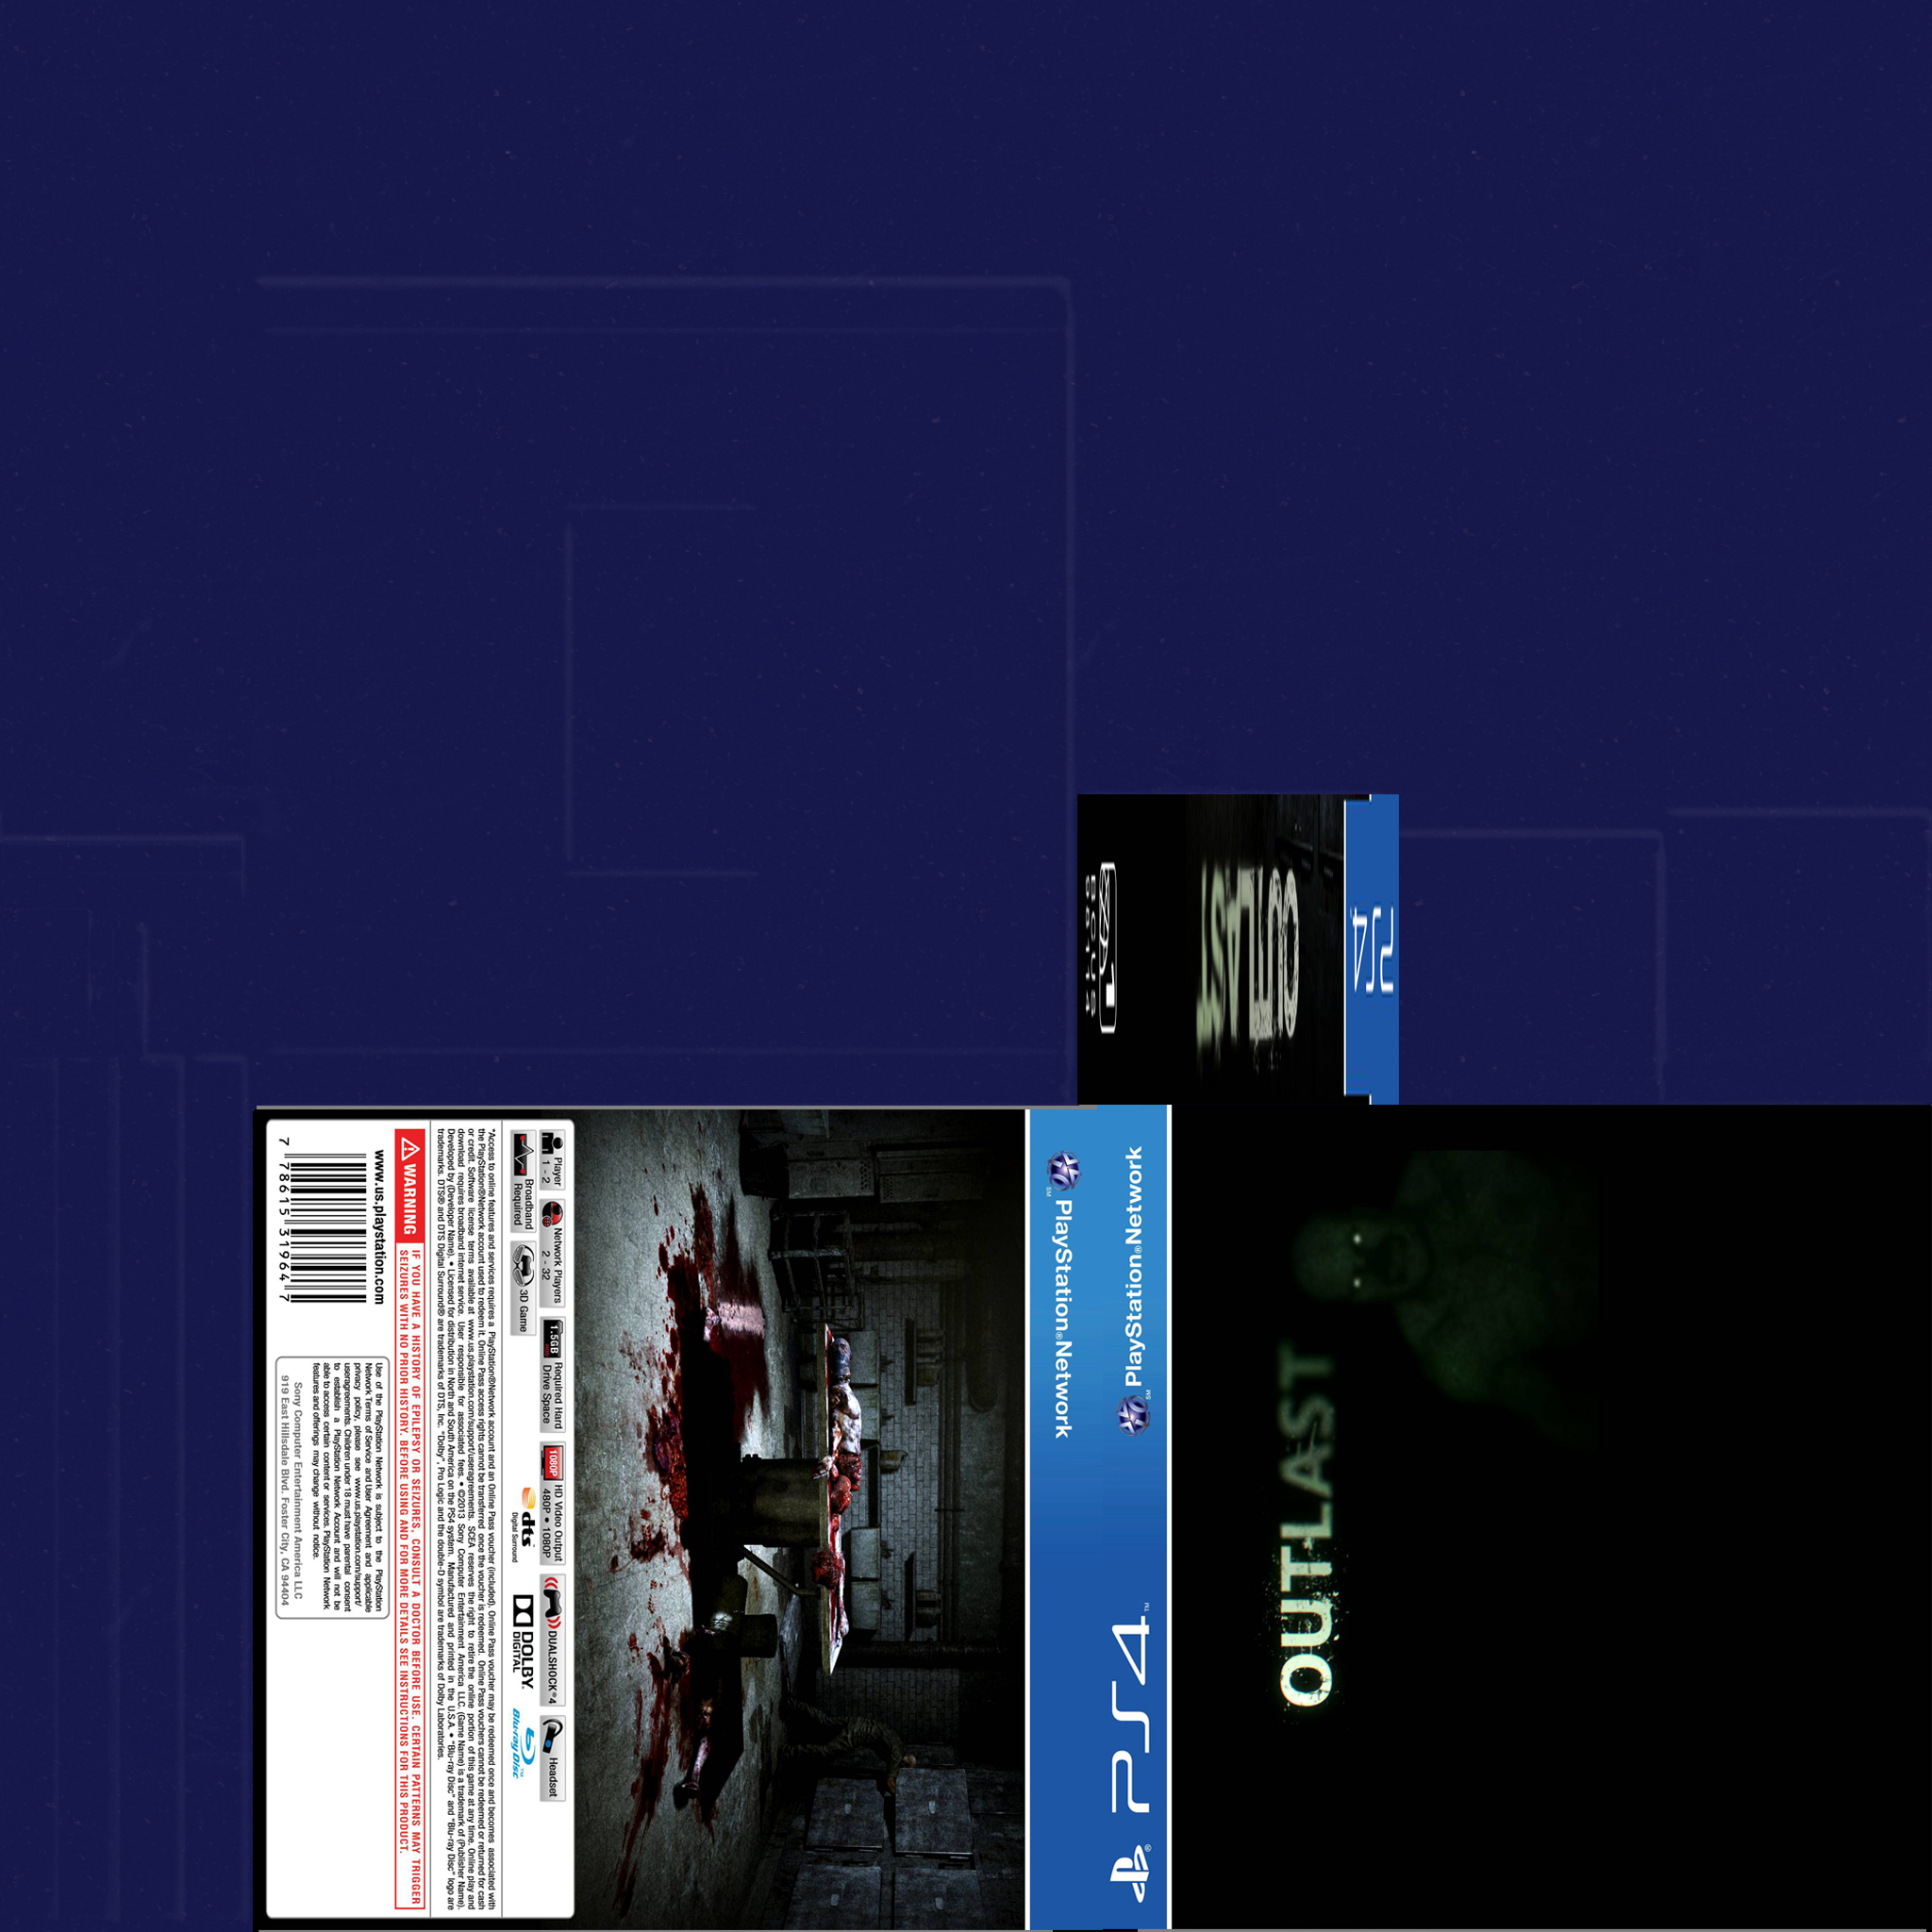 PS4
OUTLAST
PlayStation®Network
SM
PlayStation®Network
SM
PS4
TM
OUTLAST
Player
1 - 2
Network Players
2 - 32
1.5GB
Required Hard
Drive Space
1080P
HD Video Output
480P • 1080P
DUALSHOCK®4
Headset
Broadband
Required
3D Game
dts
Digital Surround
DOLBY
DIGITAL
Blu-ray Disc™
*Access to online features and services requires a PlayStation®Network account and an Online Pass voucher (included). Online Pass voucher may be redeemed once and becomes associated with
the PlayStation®Network account used to redeem it. Online Pass access rights cannot be transferred once the voucher is redeemed. Online Pass vouchers cannot be redeemed or returned for cash
or credit. Software license terms available at www.us.playstation.com/support/useragreements. SCEA reserves the right to retire the online portion of this game at any time. Online play and
download requires broadband internet service. User responsible for associated fees. • ©2013 Sony Computer Entertainment America LLC. (Game Name) is a trademark of (Publisher Name).
Developed by (Developer Name). • Licensed for distribution in North and South America on the PS4 system. Manufactured and printed in the U.S.A. • "Blu-ray Disc" and "Blu-ray Disc" logo are
trademarks. DTS® and DTS Digital Surround® are trademarks of DTS, Inc. "Dolby", Pro Logic and the double-D symbol are trademarks of Dolby Laboratories.
WARNING
IF YOU HAVE A HISTORY OF EPILEPSY OR SEIZURES, CONSULT A DOCTOR BEFORE USE. CERTAIN PATTERNS MAY TRIGGER
SEIZURES WITH NO PRIOR HISTORY. BEFORE USING AND FOR MORE DETAILS SEE INSTRUCTIONS FOR THIS PRODUCT.
www.us.playstation.com
7 78615 31964 7
Use of the PlayStation Network is subject to the PlayStation
Network Terms of Service and User Agreement and applicable
privacy policy, please see www.us.playstation.com/support/
useragreements. Children under 18 must have parental consent
to establish a PlayStation Network Account and will not be
able to access certain content or services. PlayStation Network
features and offerings may change without notice.
Sony Computer Entertainment America LLC
919 East Hillsdale Blvd. Foster City, CA 94404